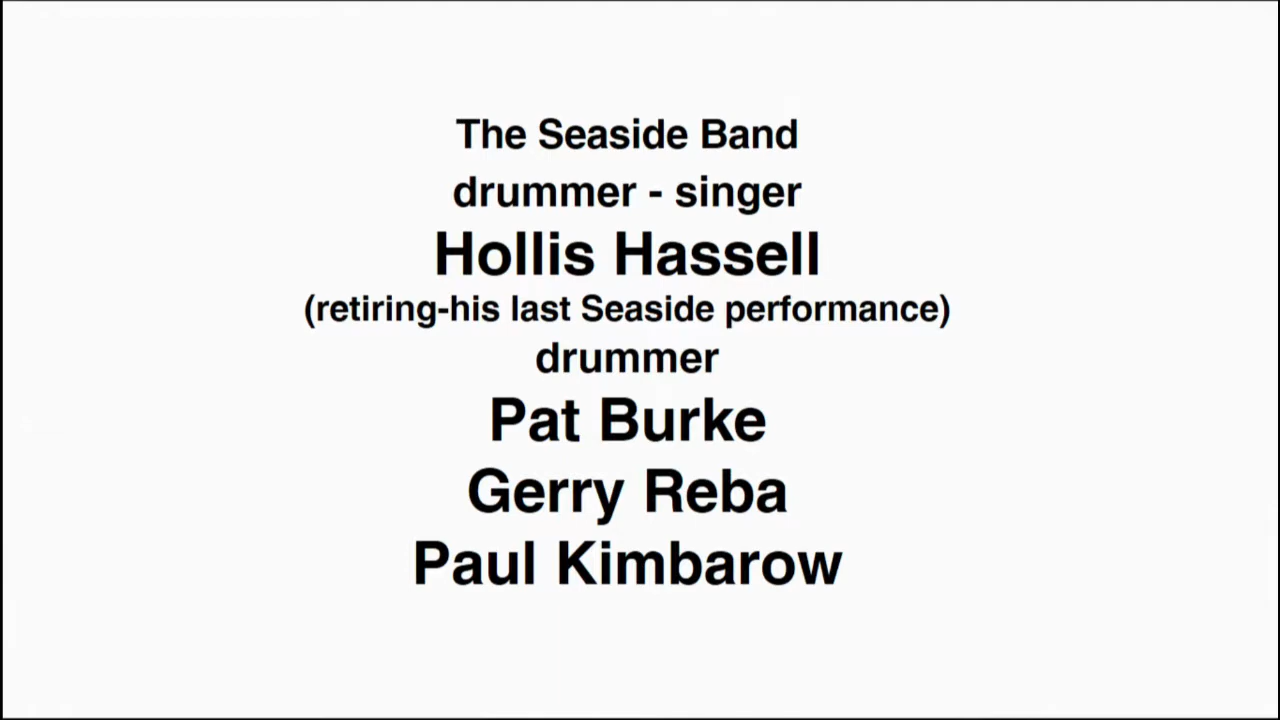 The Seaside Band
drummer - singer
Hollis Hassell
(retiring-his last Seaside performance)
drummer
Pat Burke
Gerry Reba
Paul Kimbarow